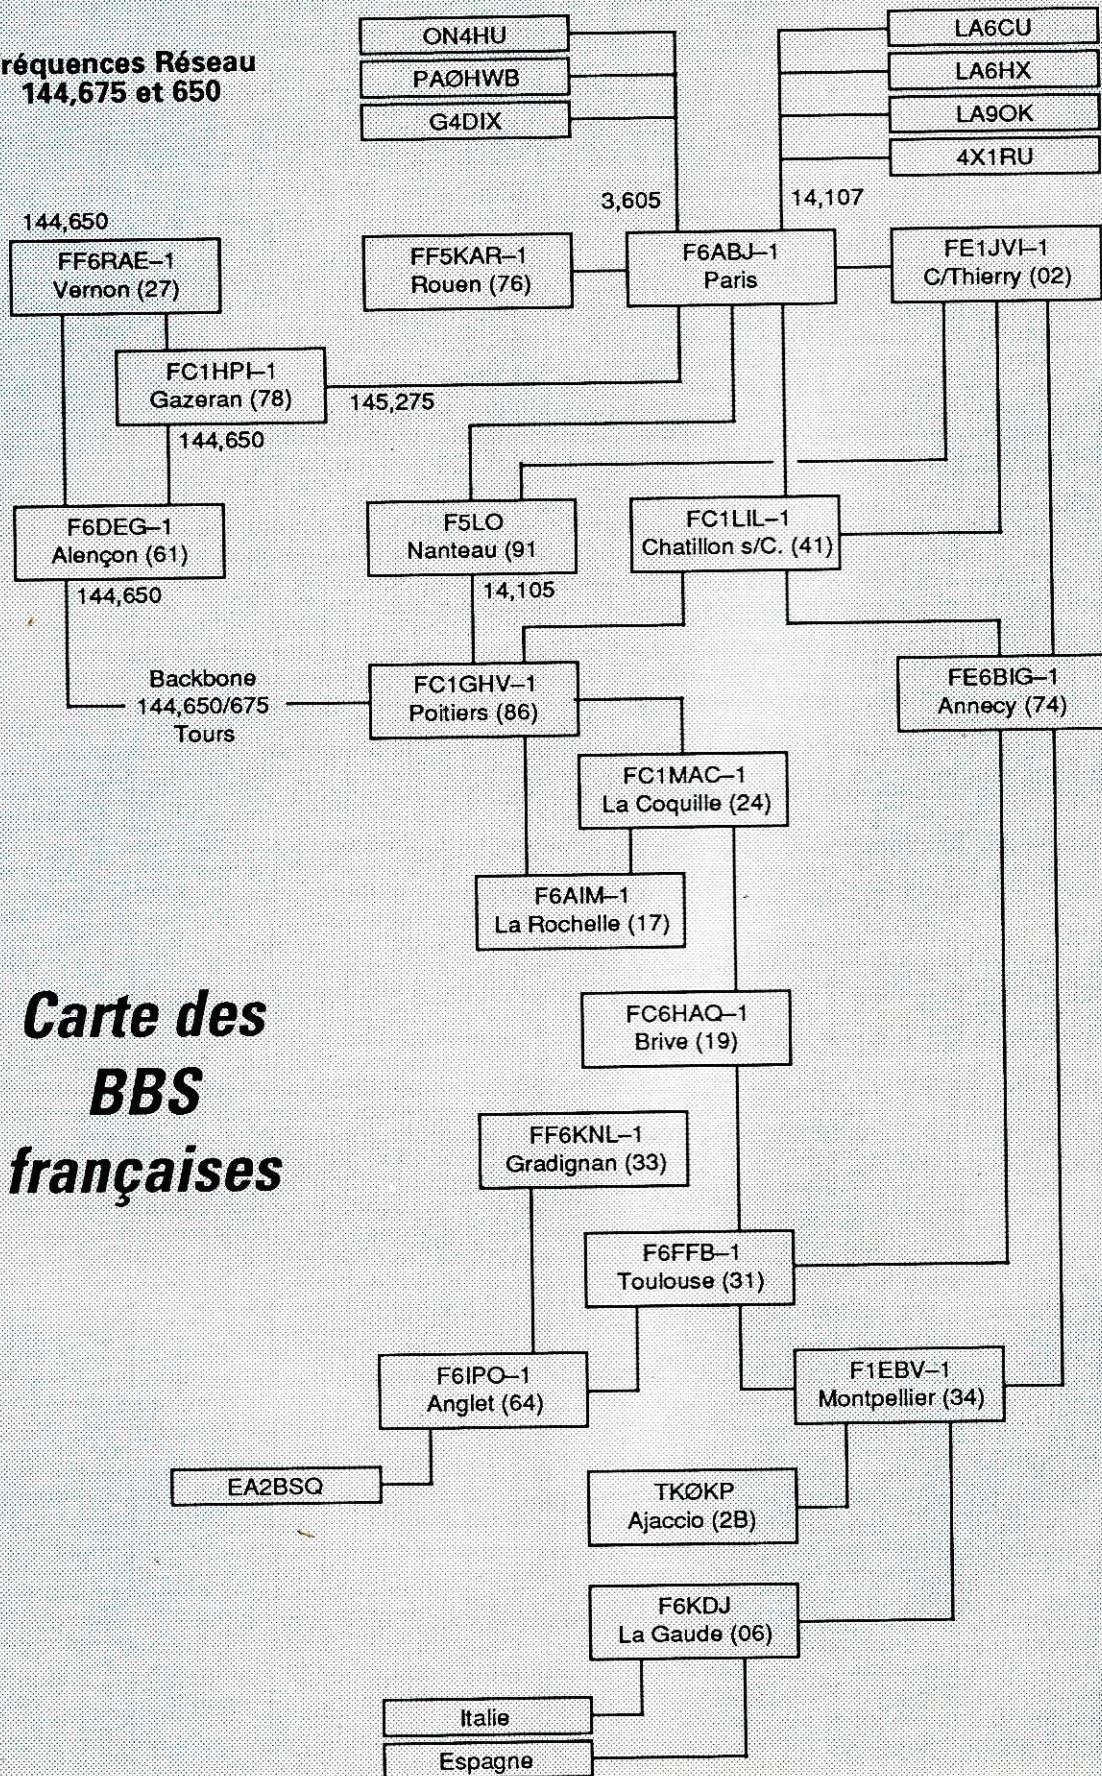 réquences Réseau
144,675 et 650
ON4HU
PAØHWB
G4DIX
LA6CU
LA6HX
LA9OK
4X1RU
3,605
14,107
144,650
FF6RAE–1
Vernon (27)
FF5KAR–1
Rouen (76)
F6ABJ–1
Paris
FE1JVI–1
C/Thierry (02)
FC1HPI–1
Gazeran (78)
145,275
144,650
F6DEG–1
Alençon (61)
144,650
F5LO
Nanteau (91
14,105
FC1LIL–1
Chatillon s/C. (41)
Backbone
144,650/675
Tours
FC1GHV–1
Poitiers (86)
FE6BIG–1
Annecy (74)
FC1MAC–1
La Coquille (24)
F6AIM–1
La Rochelle (17)
Carte des
BBS
françaises
FC6HAQ–1
Brive (19)
FF6KNL–1
Gradignan (33)
F6FFB–1
Toulouse (31)
F6IPO–1
Anglet (64)
F1EBV–1
Montpellier (34)
EA2BSQ
TKØKP
Ajaccio (2B)
F6KDJ
La Gaude (06)
Italie
Espagne